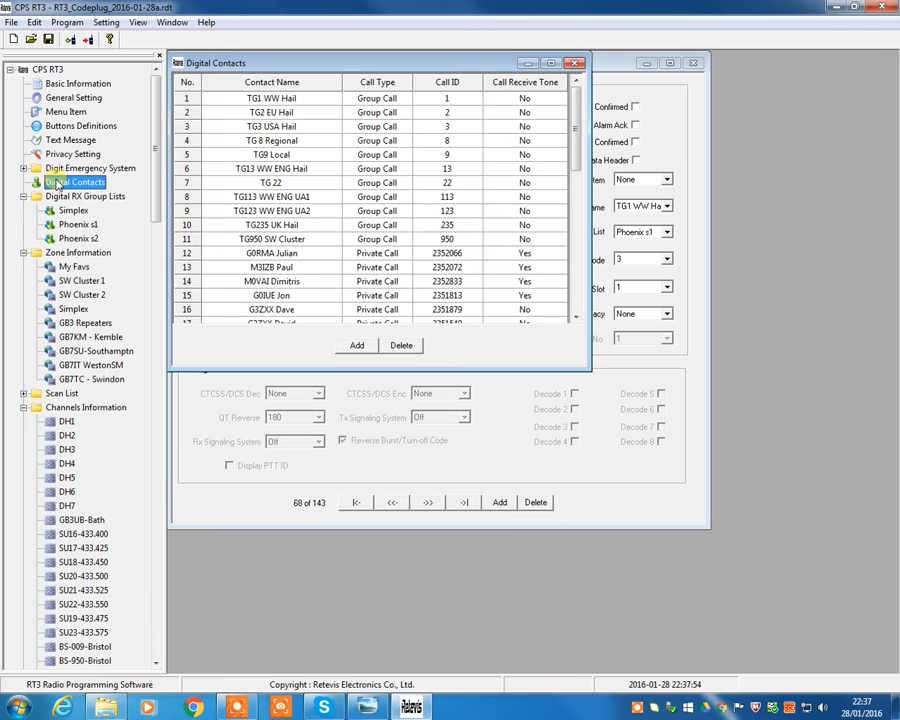 CPS RT3 - RT3_Codeplug_2016-01-28a.rdt
File Edit Program Setting View Window Help
CPS RT3
Basic Information
General Setting
Menu Item
Buttons Definitions
Text Message
Privacy Setting
Digit Emergency System
Digital Contacts
Digital RX Group Lists
Simplex
Phoenix s1
Phoenix s2
Zone Information
My Favs
SW Cluster 1
SW Cluster 2
Simplex
GB3 Repeaters
GB7KM - Kemble
GB7SU-Southamptn
GB7IT WestonSM
GB7TC - Swindon
Scan List
Channels Information
DH1
DH2
DH3
DH4
DH5
DH6
DH7
GB3UB-Bath
SU16-433.400
SU17-433.425
SU18-433.450
SU20-433.500
SU21-433.525
SU22-433.550
SU19-433.475
SU23-433.575
BS-009-Bristol
BS-950-Bristol
Digital Contacts
No. Contact Name Call Type Call ID Call Receive Tone
1 TG1 WW Hail Group Call 1 No
2 TG2 EU Hail Group Call 2 No
3 TG3 USA Hail Group Call 3 No
4 TG 8 Regional Group Call 8 No
5 TG9 Local Group Call 9 No
6 TG13 WW ENG Hail Group Call 13 No
7 TG 22 Group Call 22 No
8 TG113 WW ENG UA1 Group Call 113 No
9 TG123 WW ENG UA2 Group Call 123 No
10 TG235 UK Hail Group Call 235 No
11 TG950 SW Cluster Group Call 950 No
12 G0RMA Julian Private Call 2352066 Yes
13 M3IZB Paul Private Call 2352072 Yes
14 M0VAI Dimitris Private Call 2352833 Yes
15 G0IUE Jon Private Call 2351813 Yes
16 G3ZXX Dave Private Call 2351879 No
Add Delete
Confirmed
Alarm Ack
Confirmed
ata Header
tem None
ame TG1 WW Ha
List Phoenix s1
ode 3
Slot 1
acy None
No. 1
CTCSS/DCS Dec None CTCSS/DCS Enc None Decode 1 Decode 5
QT Reverse 180 Tx Signaling System Off Decode 2 Decode 6
Decode 3 Decode 7
Rx Signaling System Off Reverse Burst/Turn-off Code Decode 4 Decode 8
Display PTT ID
68 of 143 |<- <<- ->> ->| Add Delete
RT3 Radio Programming Software Copyright : Retevis Electronics Co., Ltd. 2016-01-28 22:37:54
Retevis
22:37
28/01/2016